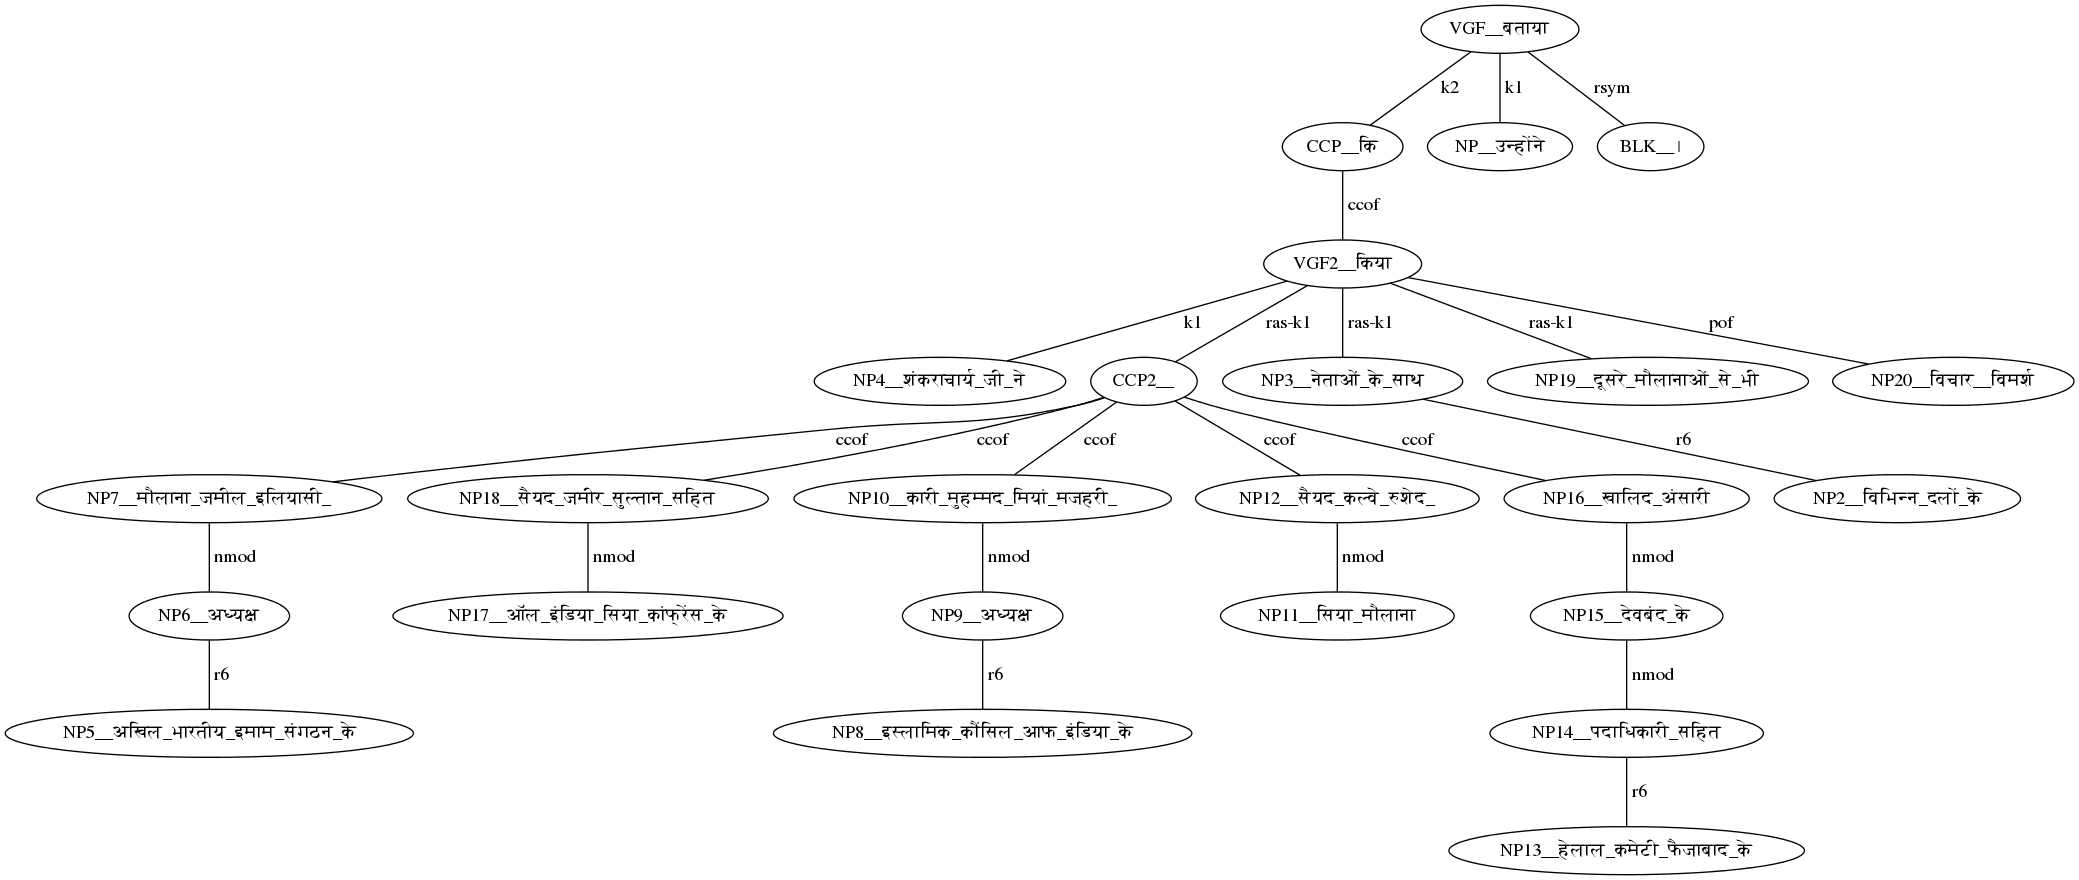 VGF__बताया
k2 k1 rsym
CCP__कि NP__उन्होंने BLK__।
ccof
VGF2__किया
k1 ras-k1 ras-k1 ras-k1 pof
NP4__शंकराचार्य_जी_ने CCP2__ NP3__नेताओं_के_साथ NP19__दूसरे_मौलानाओं_से_भी NP20__विचार__विमर्श
ccof ccof ccof ccof ccof r6
NP7__मौलाना_जमील_इलियासी_ NP18__सैयद_जमीर_सुल्तान_सहित NP10__कारी_मुहम्मद_मियां_मजहरी_ NP12__सैयद_कल्वे_रुशेद_ NP16__खालिद_अंसारी NP2__विभिन्न_दलों_के
nmod nmod nmod nmod nmod
NP6__अध्यक्ष NP17__ऑल_इंडिया_सिया_कांफ्रेंस_के NP9__अध्यक्ष NP11__सिया_मौलाना NP15__देवबंद_के
r6 r6 nmod
NP5__अखिल_भारतीय_इमाम_संगठन_के NP8__इस्लामिक_कौंसिल_आफ_इंडिया_के NP14__पदाधिकारी_सहित
r6
NP13__हेलाल_कमेटी_फैजाबाद_के